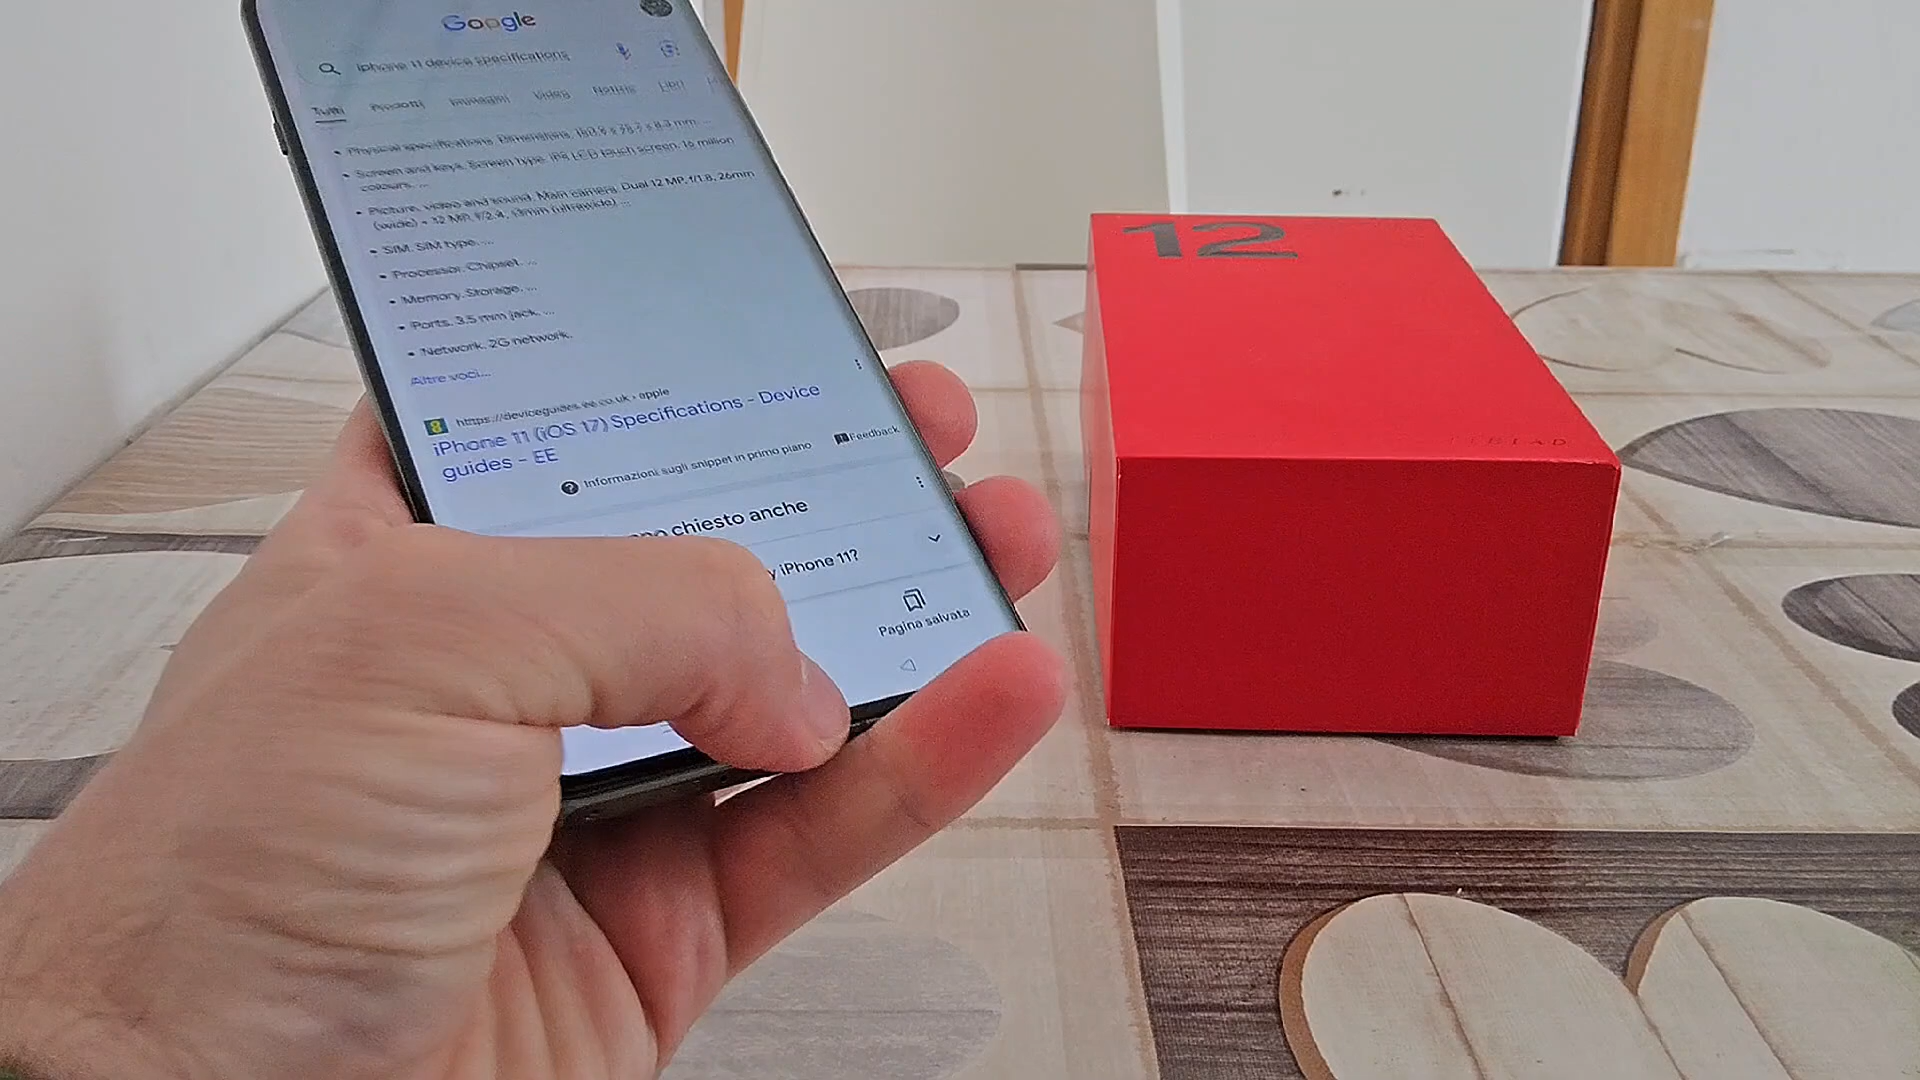 Google
iphone 11 device specifications
Tutti Prodotti Immagini Video Notizie Libri
Physical specifications. Dimensions.
Screen and keys. Screen type. IPS LCD touch screen. 16 million
colours. ...
Picture, video and sound. Main camera. Dual 12 MP, f/1.8, 26mm
(wide) + 12 MP, f/2.4, 13mm (ultrawide) ...
SIM. SIM type. ...
Processor. Chipset. ...
Memory. Storage. ...
Ports. 3.5 mm jack. ...
Network. 2G network.
Altre voci...
https://deviceguides.ee.co.uk › apple
iPhone 11 (iOS 17) Specifications - Device
guides - EE
Informazioni sugli snippet in primo piano
Feedback
chiesto anche
y iPhone 11?
Pagina salvata
12